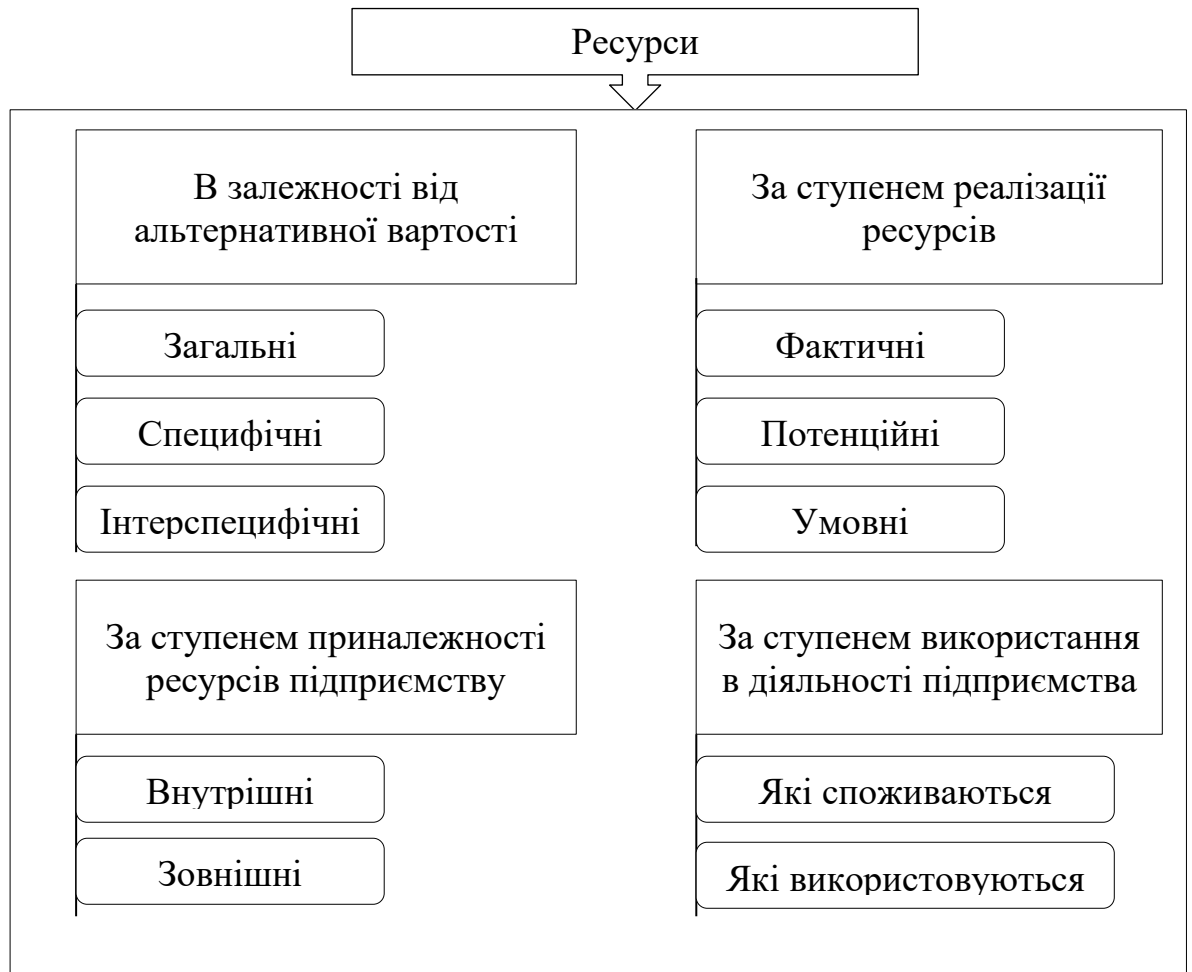 Ресурси
В залежності від
альтернативної вартості
Загальні
Специфічні
Інтерспецифічні
За ступенем реалізації
ресурсів
Фактичні
Потенційні
Умовні
За ступенем приналежності
ресурсів підприємству
Внутрішні
Зовнішні
За ступенем використання
в діяльності підприємства
Які споживаються
Які використовуються